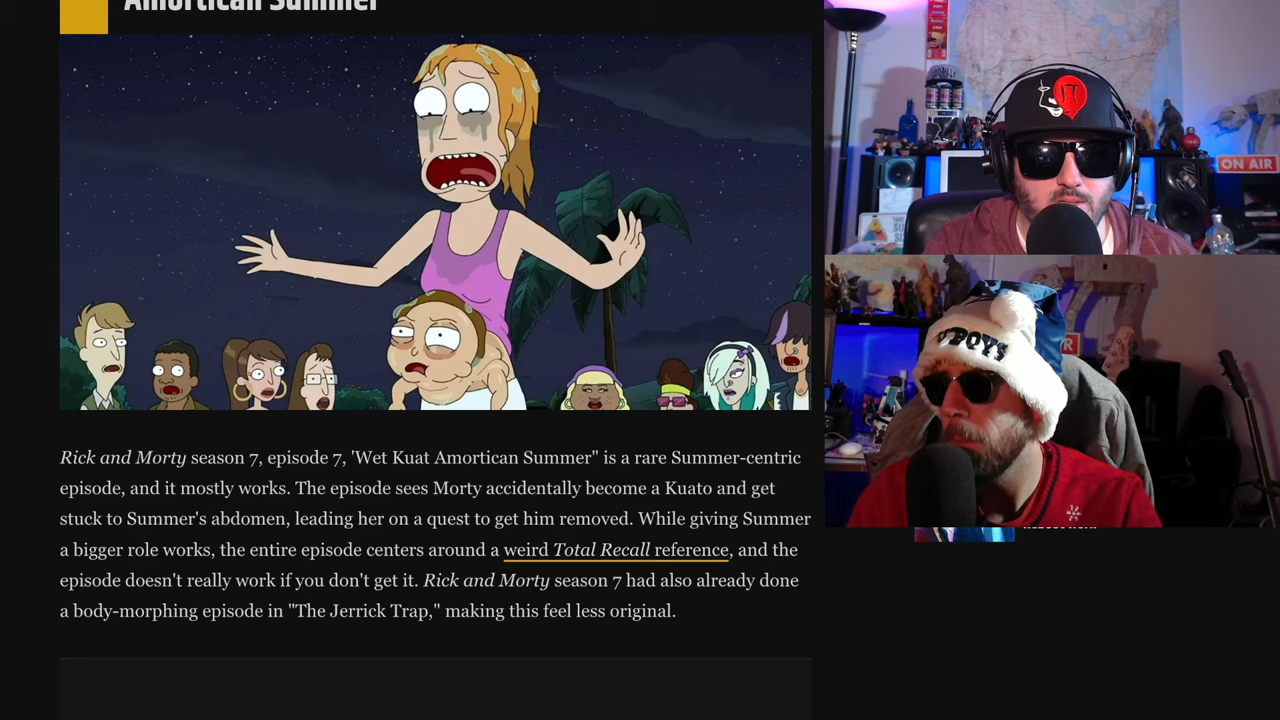 Amortican Summer
Rick and Morty season 7, episode 7, 'Wet Kuat Amortican Summer" is a rare Summer-centric
episode, and it mostly works. The episode sees Morty accidentally become a Kuato and get
stuck to Summer's abdomen, leading her on a quest to get him removed. While giving Summer
a bigger role works, the entire episode centers around a weird Total Recall reference, and the
episode doesn't really work if you don't get it. Rick and Morty season 7 had also already done
a body-morphing episode in "The Jerrick Trap," making this feel less original.
ON AIR